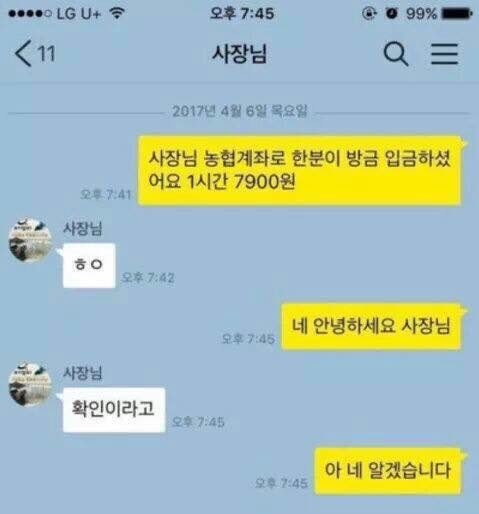 LG U+ 오후 7:45 99%
11 사장님
2017년 4월 6일 목요일
사장님 농협계좌로 한분이 방금 입금하셨
어요 1시간 7900원
오후 7:41
사장님
ㅎㅇ
오후 7:42
네 안녕하세요 사장님
오후 7:45
사장님
확인이라고
오후 7:45
아 네 알겠습니다
오후 7:45